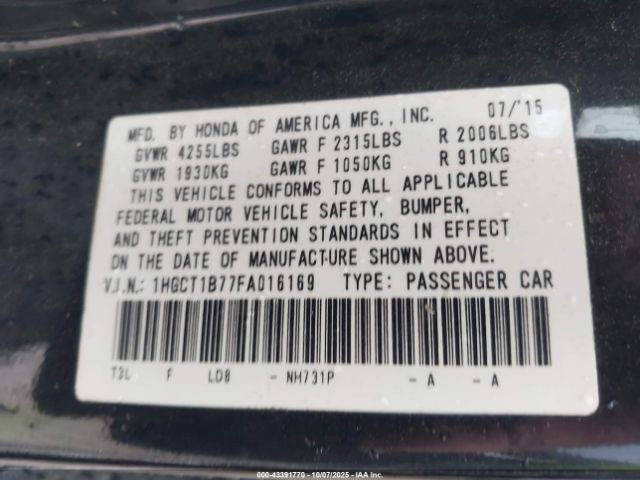 MFD. BY HONDA OF AMERICA MFG., INC. 07/'15
GVWR 4255LBS GAWR F 2315LBS R 2006LBS
GVWR 1930KG GAWR F 1050KG R 910KG
THIS VEHICLE CONFORMS TO ALL APPLICABLE
FEDERAL MOTOR VEHICLE SAFETY, BUMPER,
AND THEFT PREVENTION STANDARDS IN EFFECT
ON THE DATE OF MANUFACTURE SHOWN ABOVE.
V.I.N.: 1HGCT1B77FA016169 TYPE: PASSENGER CAR
T3L F LD8 - NH731P - A - A
000-43391770 - 10/07/2025 - IAA Inc.